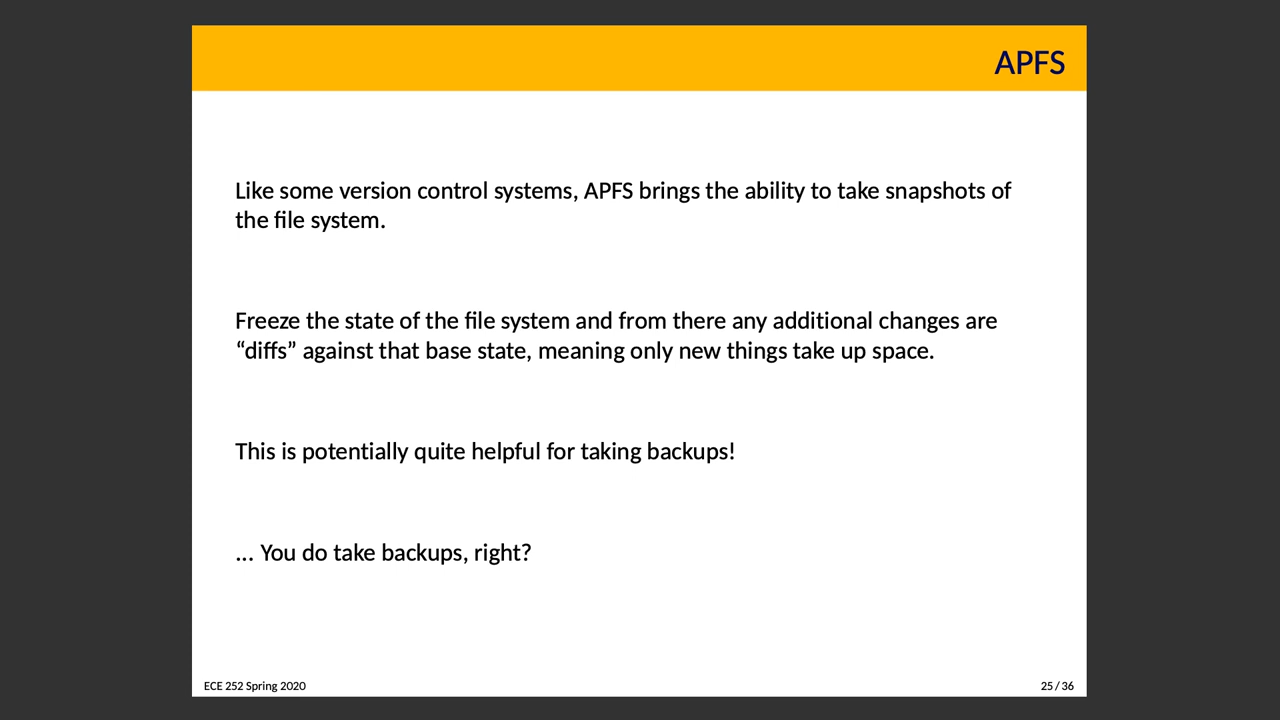 APFS
Like some version control systems, APFS brings the ability to take snapshots of
the file system.
Freeze the state of the file system and from there any additional changes are
“diffs” against that base state, meaning only new things take up space.
This is potentially quite helpful for taking backups!
... You do take backups, right?
ECE 252 Spring 2020
25 / 36